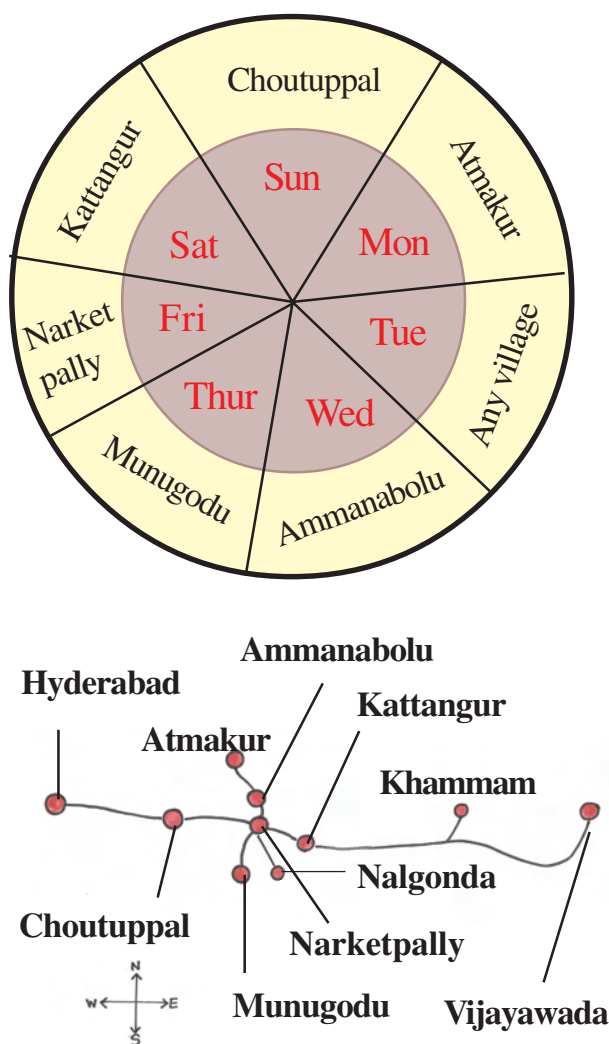 Choutuppal
Kattangur
Atmakur
Sun
Sat
Mon
Fri
Tue
Narket
pally
Any village
Thur
Wed
Munugodu
Ammanabolu
Ammanabolu
Hyderabad
Kattangur
Atmakur
Khammam
Nalgonda
Choutuppal
Narketpally
N
W
E
S
Munugodu
Vijayawada